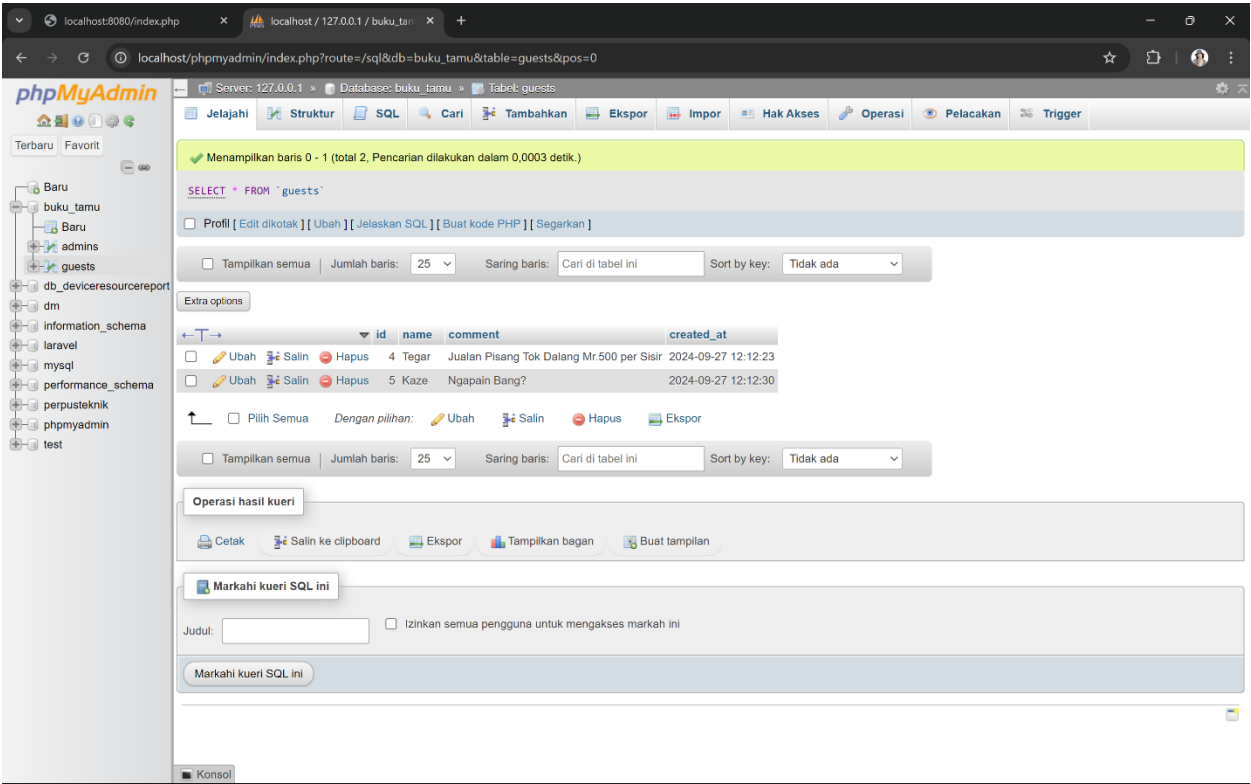 localhost:8080/index.php
localhost / 127.0.0.1 / buku_tam
localhost/phpmyadmin/index.php?route=/sql&db=buku_tamu&table=guests&pos=0
phpMyAdmin
Terbaru Favorit
Baru
buku_tamu
Baru
admins
guests
db_deviceresourcereport
dm
information_schema
laravel
mysql
performance_schema
perpusteknik
phpmyadmin
test
Server: 127.0.0.1 » Database: buku_tamu » Tabel: guests
Jelajahi Struktur SQL Cari Tambahkan Ekspor Impor Hak Akses Operasi Pelacakan Trigger
Menampilkan baris 0 - 1 (total 2, Pencarian dilakukan dalam 0,0003 detik.)
SELECT * FROM `guests`
Profil [ Edit dikotak ] [ Ubah ] [ Jelaskan SQL ] [ Buat kode PHP ] [ Segarkan ]
Tampilkan semua | Jumlah baris: 25 Saring baris: Cari di tabel ini Sort by key: Tidak ada
Extra options
←T→ id name comment created_at
Ubah Salin Hapus 4 Tegar Jualan Pisang Tok Dalang Mr.500 per Sisir 2024-09-27 12:12:23
Ubah Salin Hapus 5 Kaze Ngapain Bang? 2024-09-27 12:12:30
Pilih Semua Dengan pilihan: Ubah Salin Hapus Ekspor
Tampilkan semua | Jumlah baris: 25 Saring baris: Cari di tabel ini Sort by key: Tidak ada
Operasi hasil kueri
Cetak Salin ke clipboard Ekspor Tampilkan bagan Buat tampilan
Markahi kueri SQL ini
Judul: Izinkan semua pengguna untuk mengakses markah ini
Markahi kueri SQL ini
Konsol